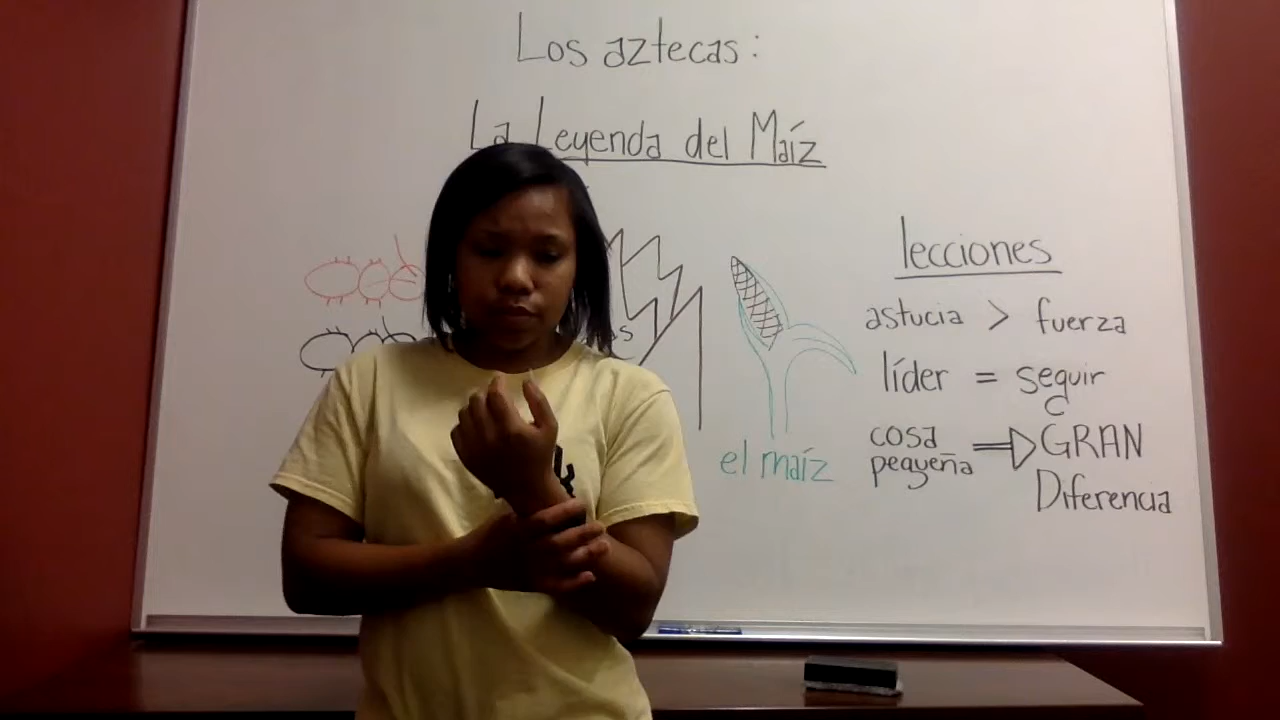 Los aztecas:
La Leyenda del Maíz
lecciones
astucia > fuerza
líder = seguir
cosa pequeña ⇒ GRAN Diferencia
el maíz